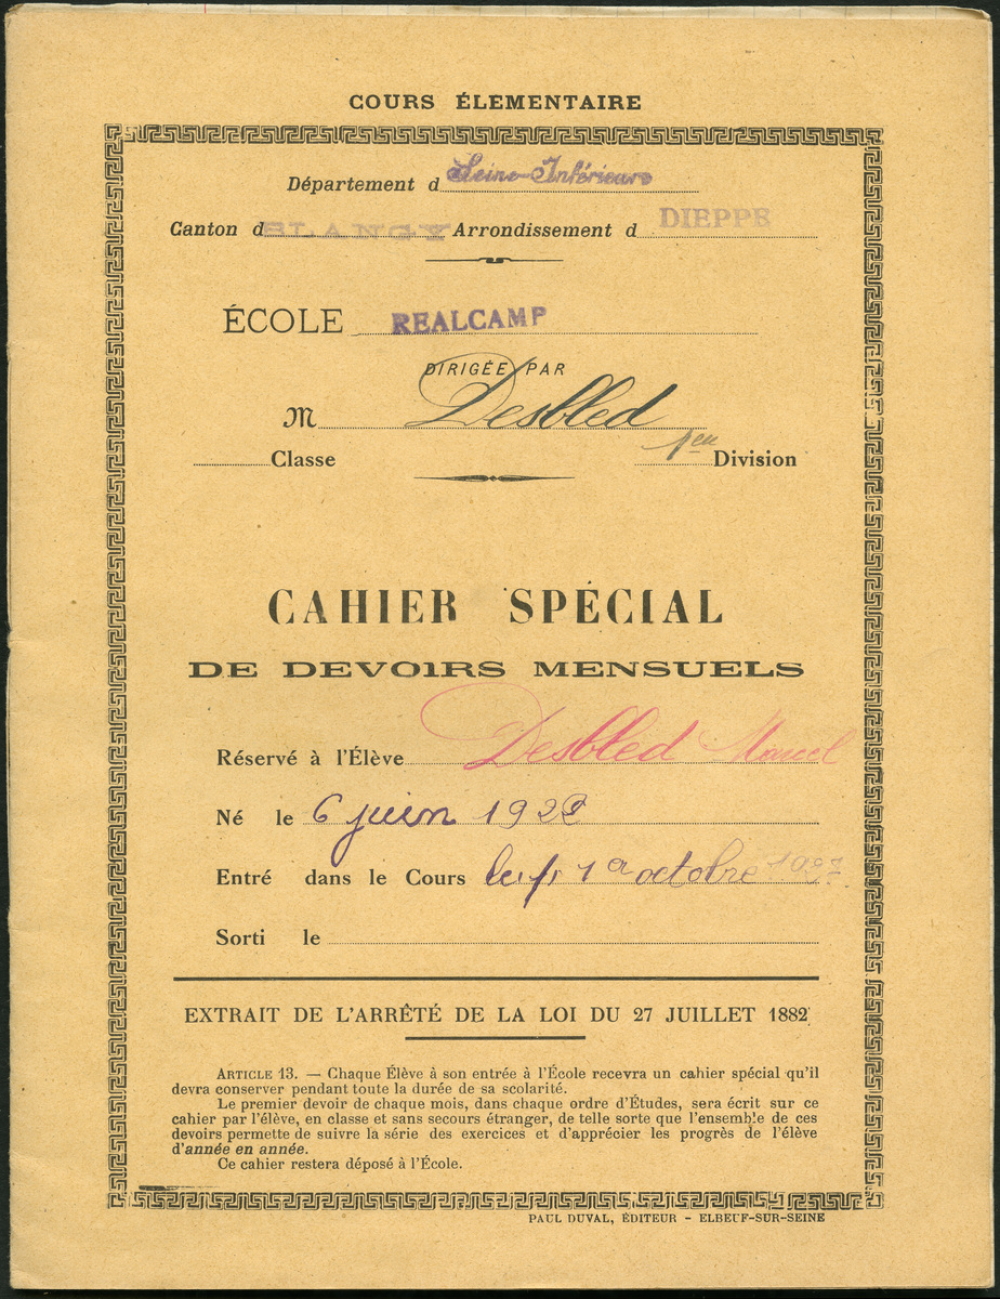 COURS ÉLEMENTAIRE
Département d Seine-Inférieure
Canton d BLANGY Arrondissement d DIEPPE
ÉCOLE REALCAMP
DIRIGÉE PAR
M Desbled
Classe 1ère Division
CAHIER SPÉCIAL
DE DEVOIRS MENSUELS
Réservé à l'Élève Desbled Marcel
Né le 6 juin 1922
Entré dans le Cours 1er octobre
Sorti le
EXTRAIT DE L'ARRÊTÉ DE LA LOI DU 27 JUILLET 1882
ARTICLE 13. — Chaque Élève à son entrée à l'École recevra un cahier spécial qu'il
devra conserver pendant toute la durée de sa scolarité.
Le premier devoir de chaque mois, dans chaque ordre d'Études, sera écrit sur ce
cahier par l'élève, en classe et sans secours étranger, de telle sorte que l'ensemble de ces
devoirs permette de suivre la série des exercices et d'apprécier les progrès de l'élève
d'année en année.
Ce cahier restera déposé à l'École.
PAUL DUVAL, ÉDITEUR - ELBEUF-SUR-SEINE